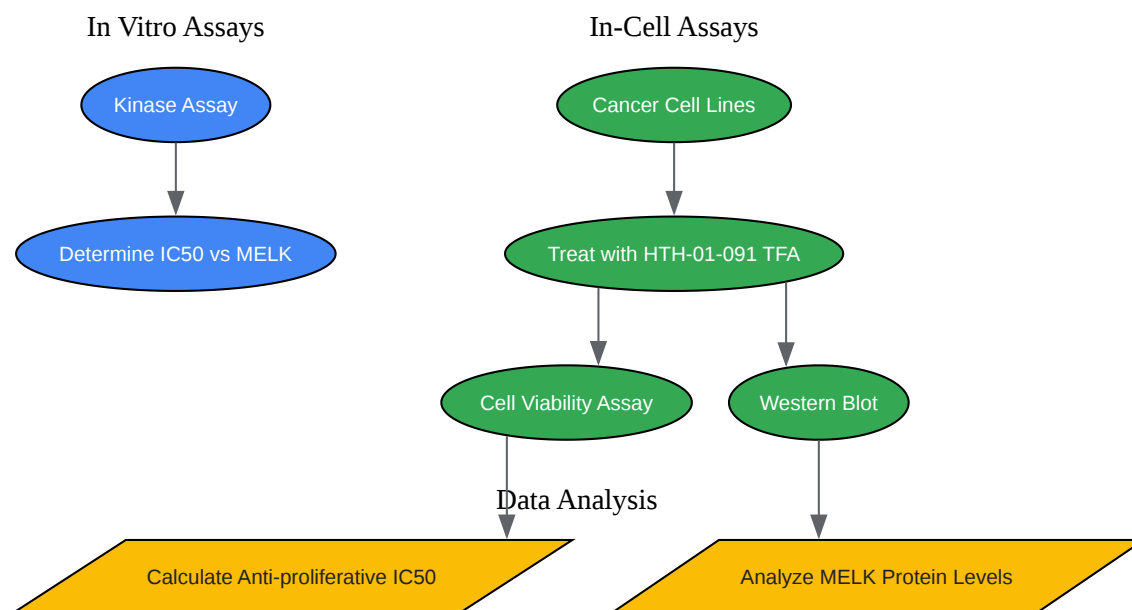 In Vitro Assays
In-Cell Assays
Kinase Assay
Cancer Cell Lines
Determine IC50 vs MELK
Treat with HTH-01-091 TFA
Cell Viability Assay
Western Blot
Data Analysis
Calculate Anti-proliferative IC50
Analyze MELK Protein Levels